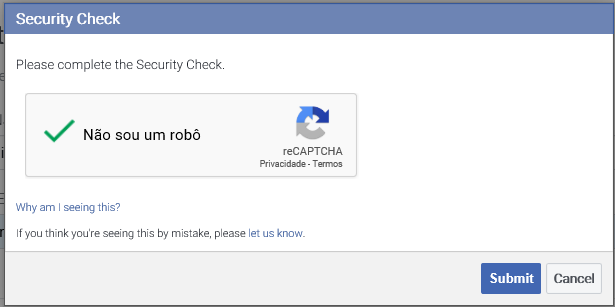 Security Check
Please complete the Security Check.
Não sou um robô
reCAPTCHA
Privacidade - Termos
Why am I seeing this?
If you think you're seeing this by mistake, please let us know.
Submit Cancel